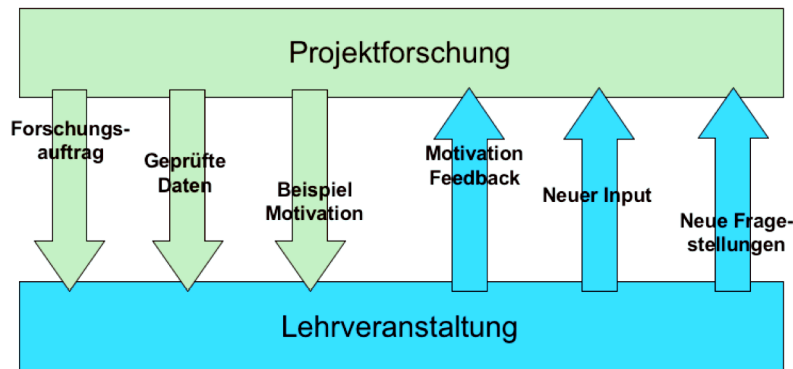 Projektforschung
Forschungs-
auftrag
Geprüfte
Daten
Beispiel
Motivation
Motivation
Feedback
Neuer Input
Neue Frage-
stellungen
Lehrveranstaltung